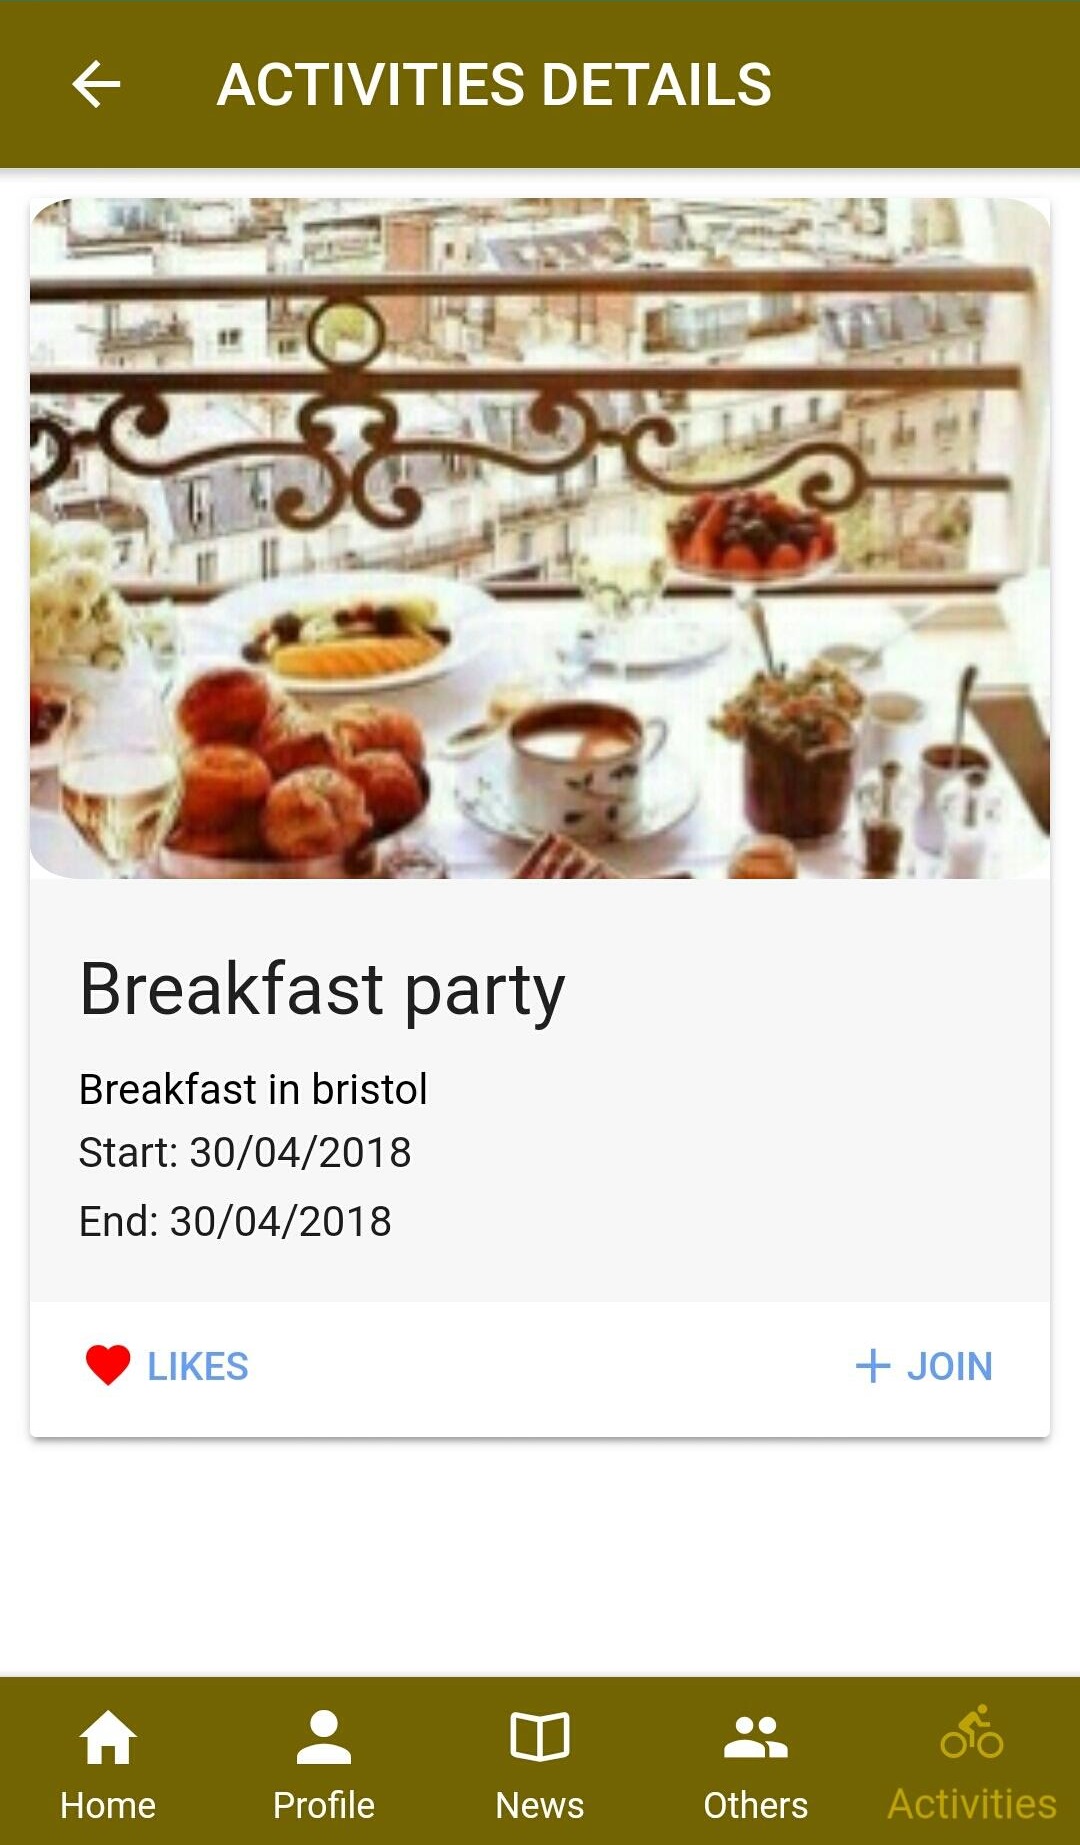 ACTIVITIES DETAILS
Breakfast party
Breakfast in bristol
Start: 30/04/2018
End: 30/04/2018
LIKES
JOIN
Home
Profile
News
Others
Activities